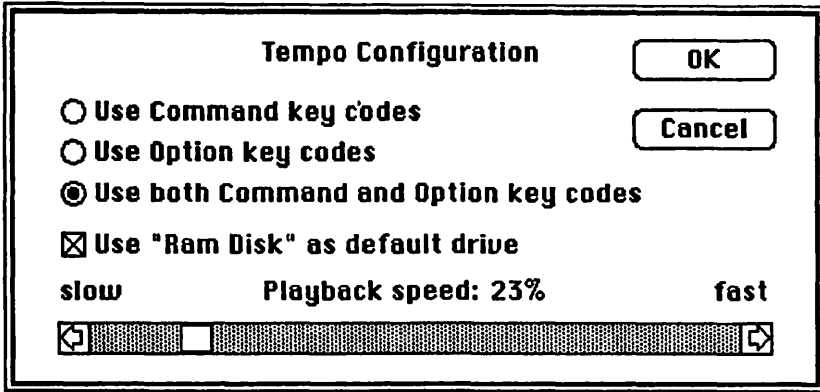 Tempo Configuration
OK
Use Command key codes
Cancel
Use Option key codes
Use both Command and Option key codes
Use "Ram Disk" as default drive
slow Playback speed: 23% fast